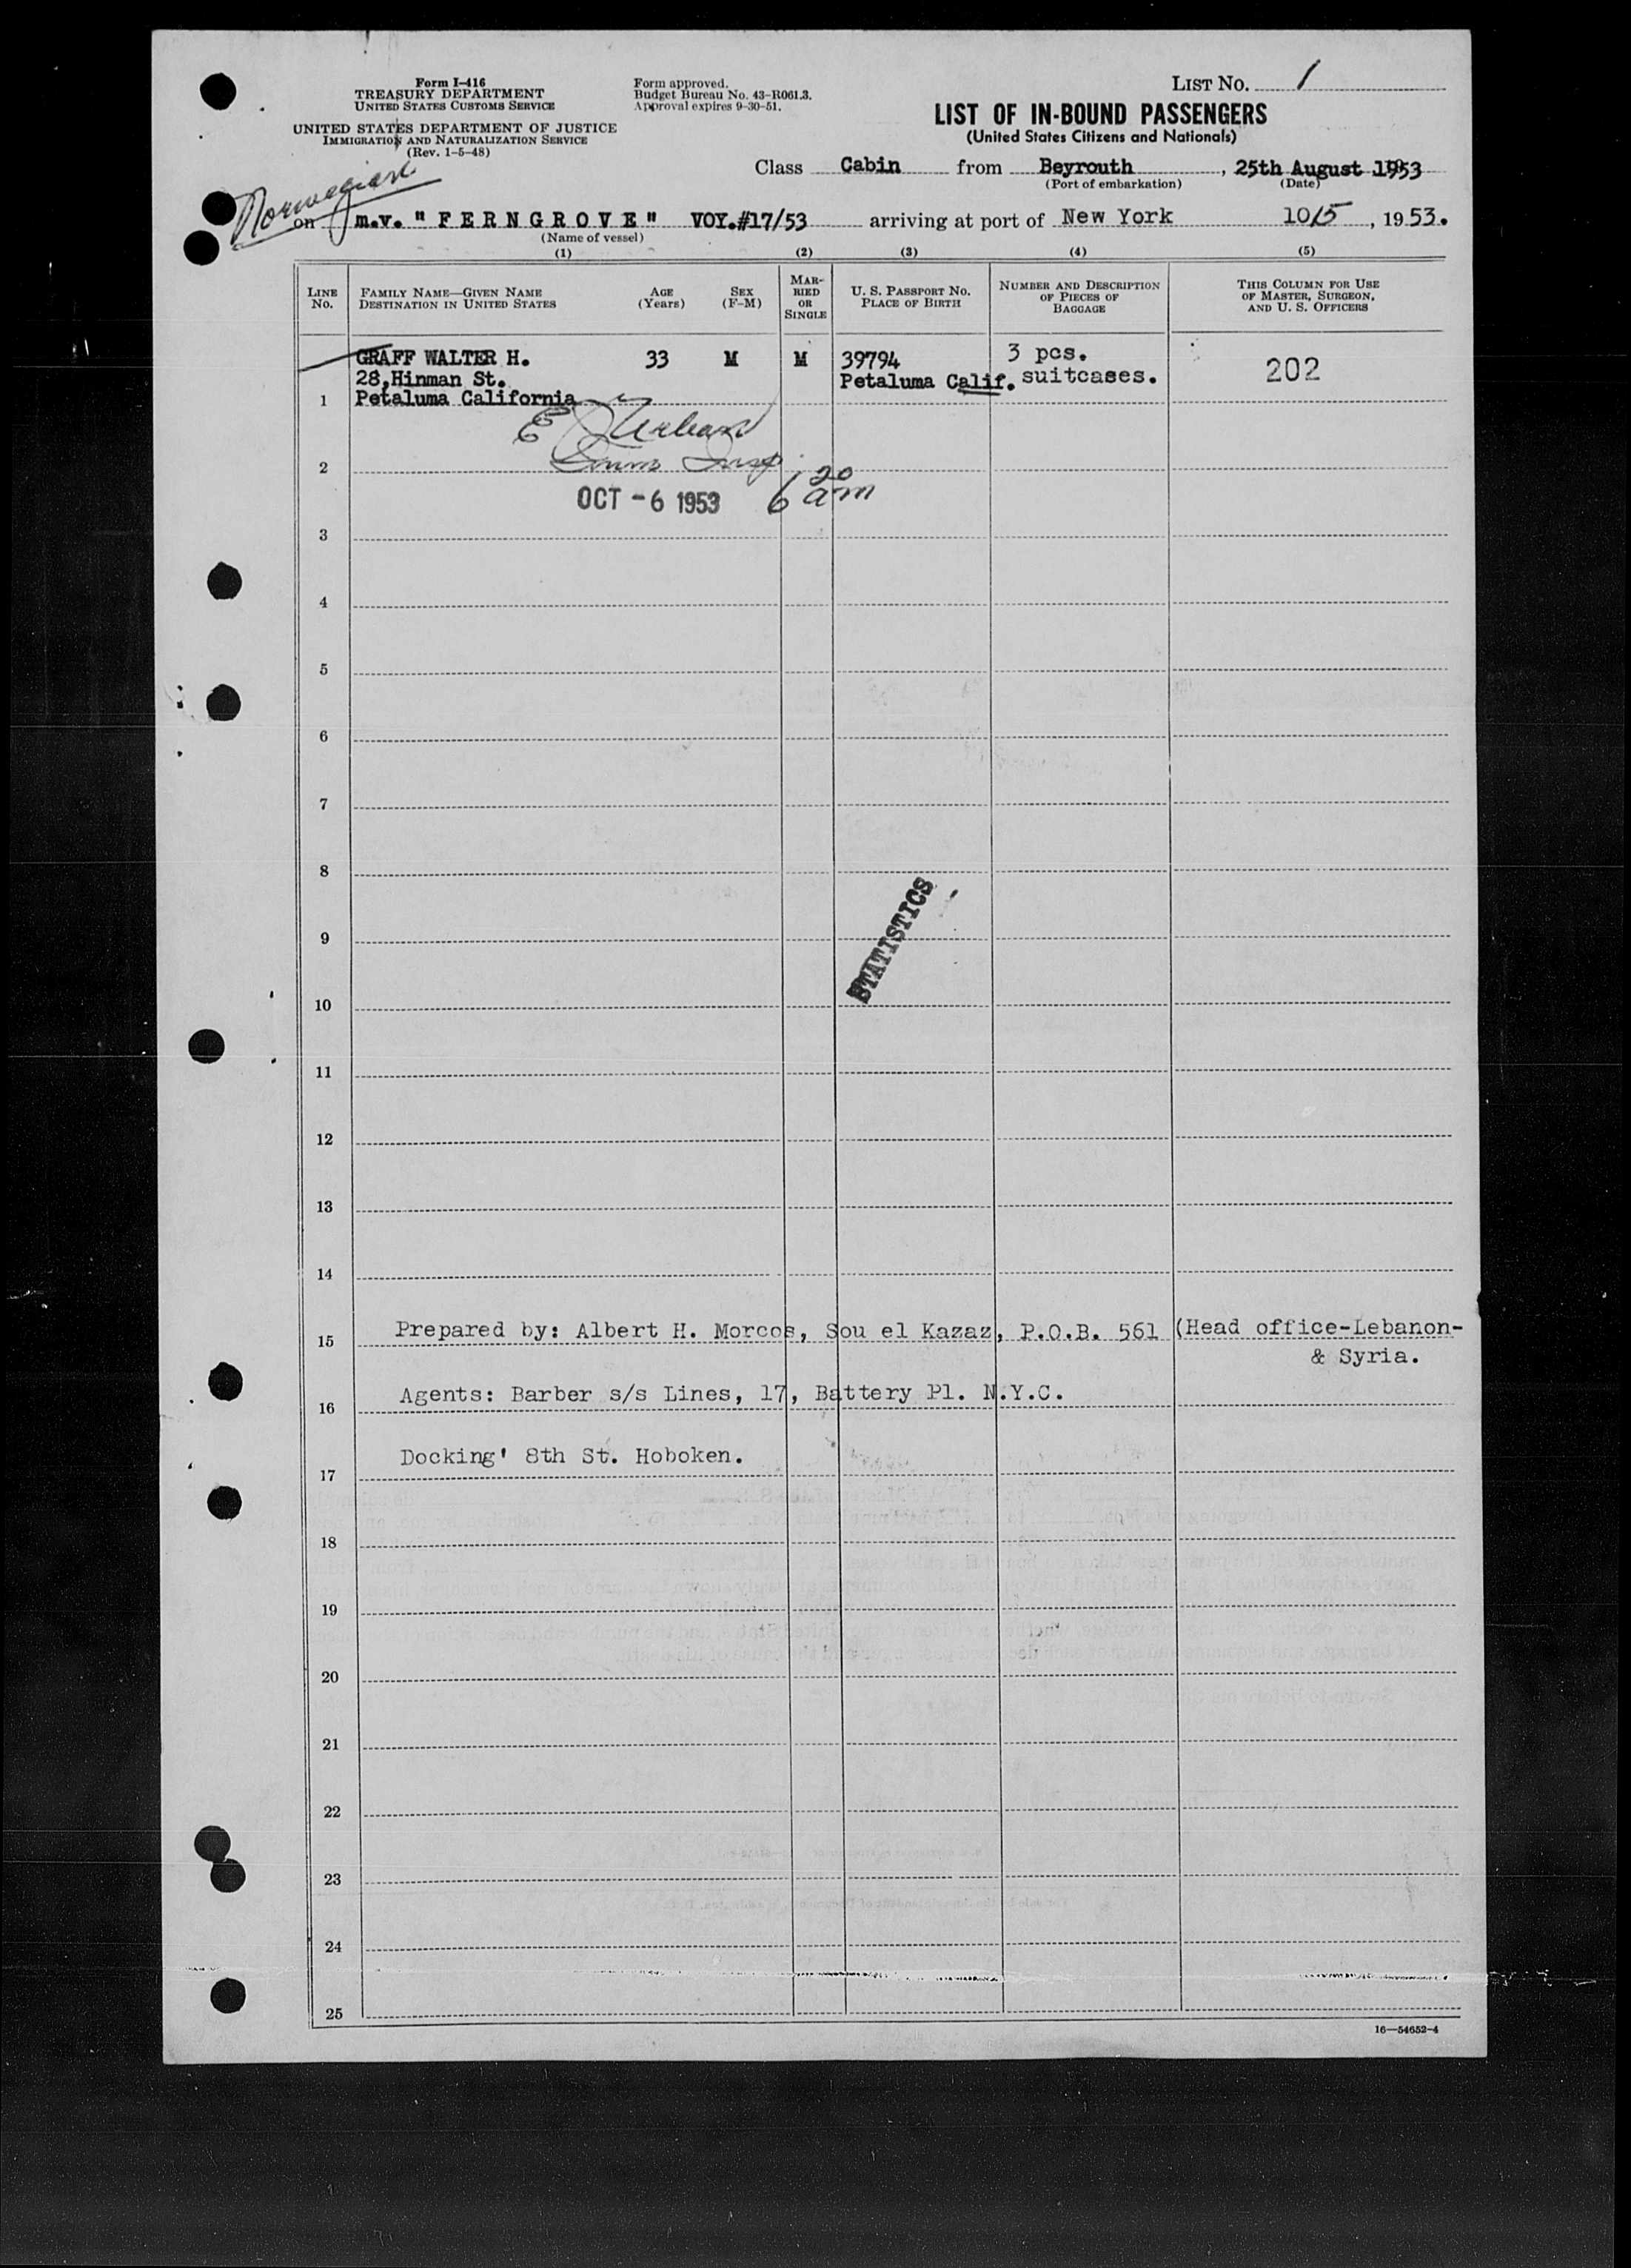 Form I-416
TREASURY DEPARTMENT
UNITED STATES CUSTOMS SERVICE
UNITED STATES DEPARTMENT OF JUSTICE
IMMIGRATION AND NATURALIZATION SERVICE
(Rev. 1-5-48)
Form approved.
Budget Bureau No. 43-R061.3.
Approval expires 9-30-51.
LIST NO. 1
LIST OF IN-BOUND PASSENGERS
(United States Citizens and Nationals)
Class Cabin from Beyrouth, 25th August 1953
(Port of embarkation) (Date)
Norwegian
on m.v. "FERNGROVE" VOY.#17/53 arriving at port of New York 10/5, 1953.
(Name of vessel)
(1) (2) (3) (4) (5)
LINE No.
FAMILY NAME—GIVEN NAME
DESTINATION IN UNITED STATES
AGE (Years)
SEX (F-M)
MARRIED OR SINGLE
U. S. PASSPORT NO.
PLACE OF BIRTH
NUMBER AND DESCRIPTION OF PIECES OF BAGGAGE
THIS COLUMN FOR USE OF MASTER, SURGEON, AND U. S. OFFICERS
GRAFF WALTER H. 33 M M 39794 3 pcs. 202
28,Hinman St. Petaluma Calif. suitcases.
1 Petaluma California
E Urban
Imm Insp
2
OCT -6 1953 6 20 am
3
4
5
6
7
8
STATISTICS
9
10
11
12
13
14
15 Prepared by: Albert H. Morcos, Sou el Kazaz, P.O.B. 561 (Head office-Lebanon-
& Syria.
16 Agents: Barber s/s Lines, 17, Battery Pl. N.Y.C.
17 Docking' 8th St. Hoboken.
18
19
20
21
22
23
24
25
16—54652-4